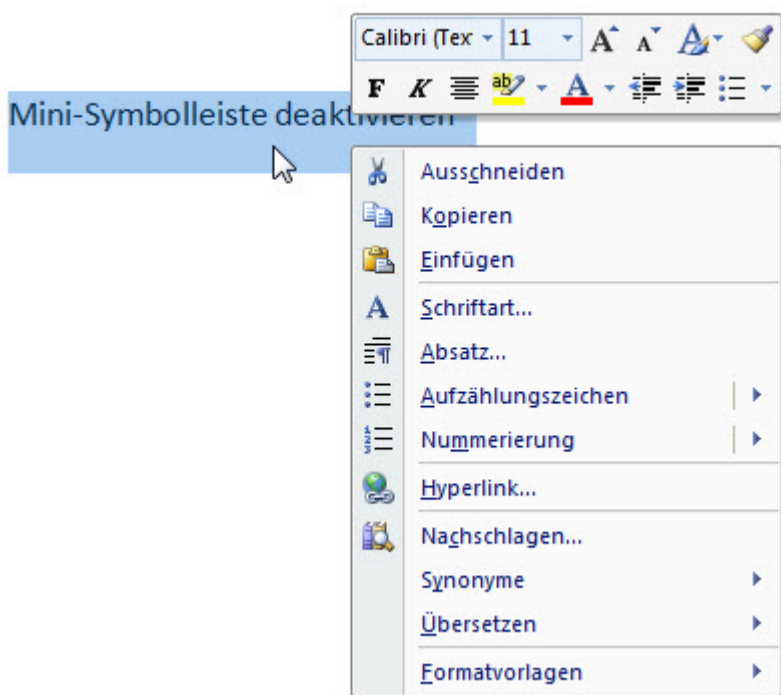 Calibri (Tex 11
F K
Mini-Symbolleiste deaktivieren
Ausschneiden
Kopieren
Einfügen
Schriftart...
Absatz...
Aufzählungszeichen
Nummerierung
Hyperlink...
Nachschlagen...
Synonyme
Übersetzen
Formatvorlagen